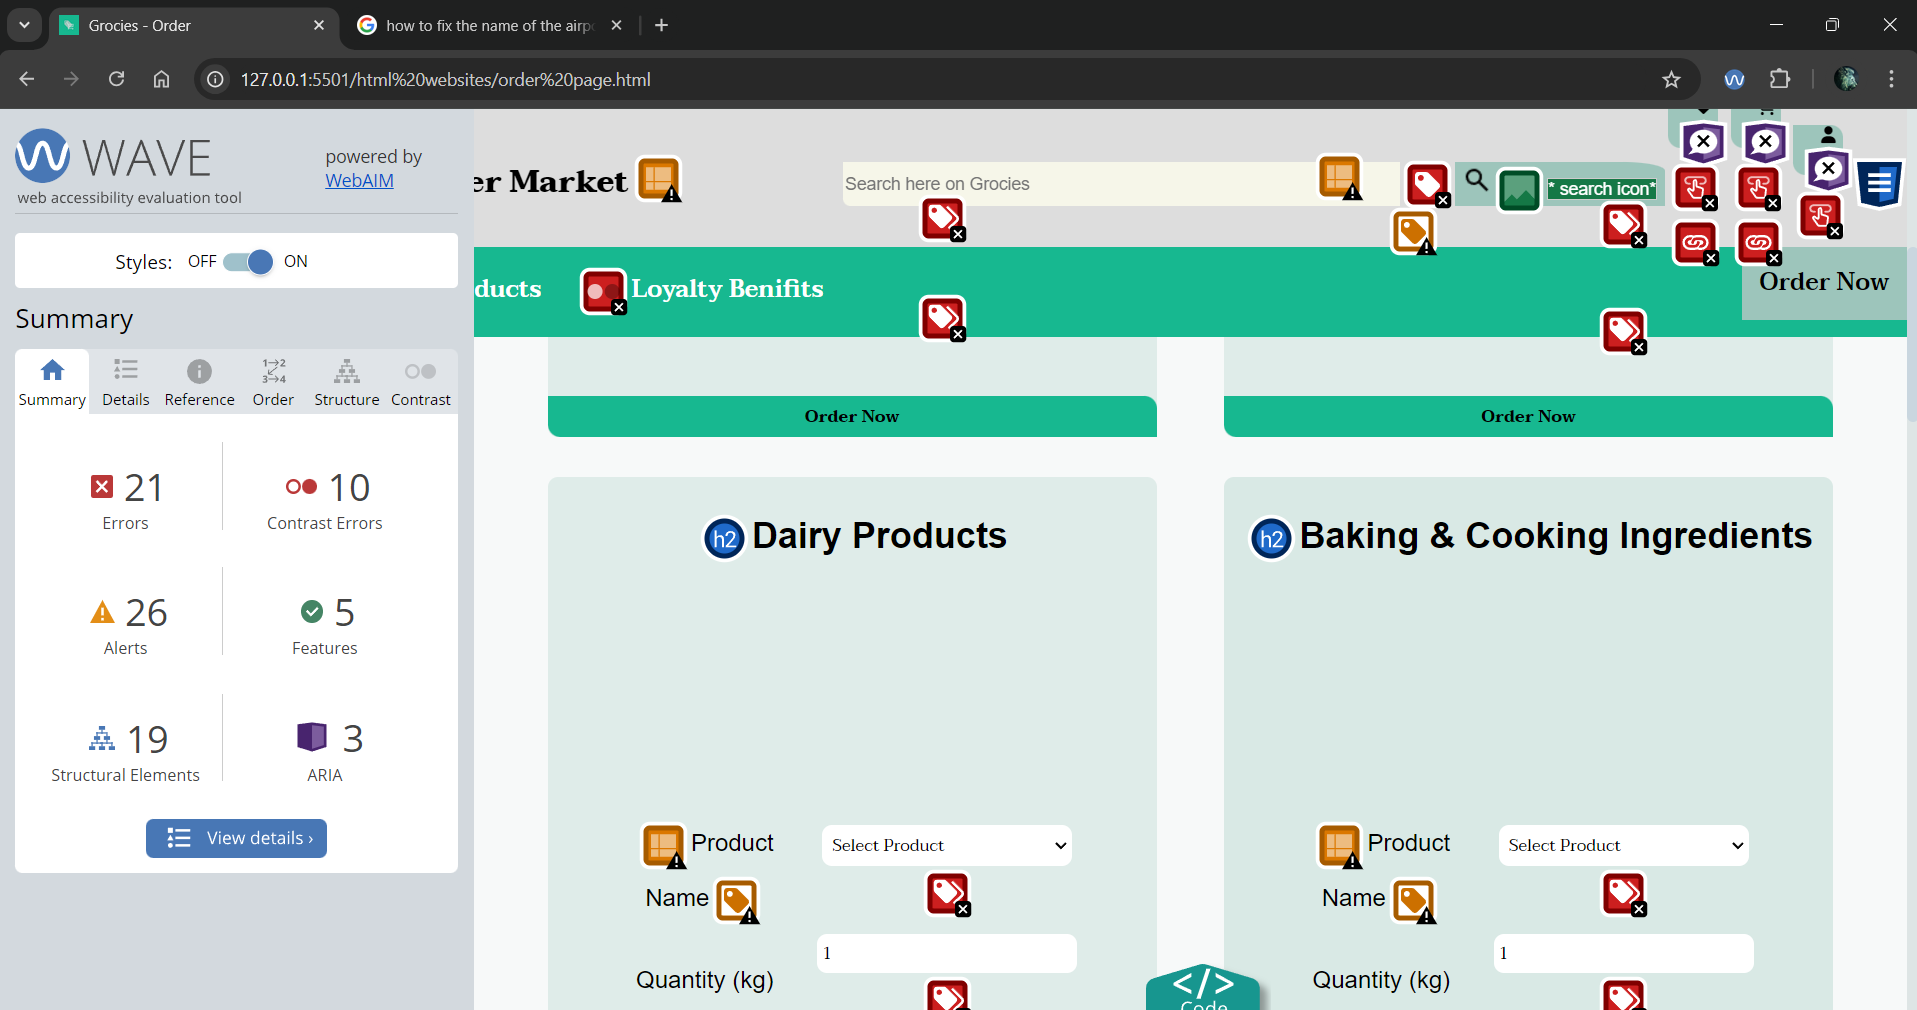 Grocies - Order
how to fix the name of the airp
127.0.0.1:5501/html%20websites/order%20page.html
WAVE
web accessibility evaluation tool
powered by
WebAIM
Styles: OFF ON
Summary
Summary Details Reference Order Structure Contrast
21
Errors
10
Contrast Errors
26
Alerts
5
Features
19
Structural Elements
3
ARIA
View details ›
er Market
Search here on Grocies
* search icon*
ducts
Loyalty Benifits
Order Now
Order Now
Order Now
h2 Dairy Products
h2 Baking & Cooking Ingredients
Product
Name
Select Product
Quantity (kg)
1
Product
Name
Select Product
Quantity (kg)
1
</>
Code